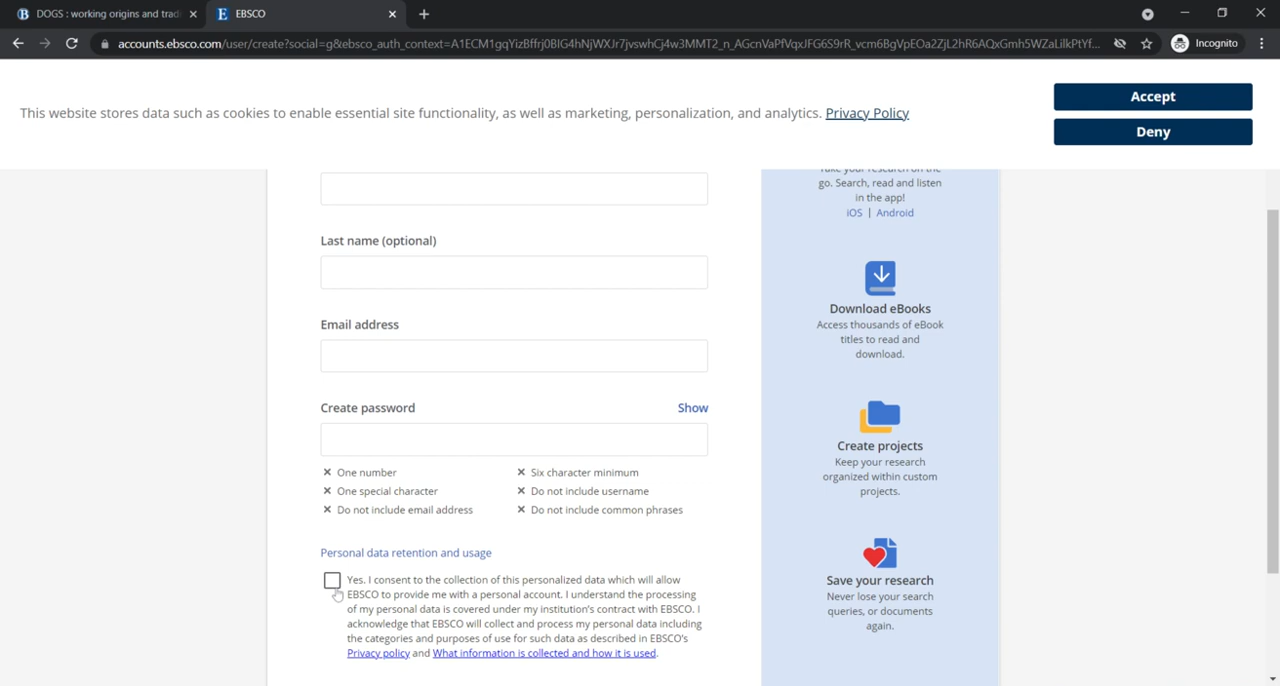 DOGS : working origins and tradi
EBSCO
accounts.ebsco.com/user/create?social=g&ebsco_auth_context=A1ECM1gqYizBffrj0BIG4hNjWXJr7jvswhCj4w3MMT2_n_AGcnVaPfVqxJFG6S9rR_vcm6BgVpEOa2ZjL2hR6AQxGmh5WZaLilkPtYf...
Incognito
This website stores data such as cookies to enable essential site functionality, as well as marketing, personalization, and analytics. Privacy Policy
Accept
Deny
Take your research on the
go. Search, read and listen
in the app!
iOS | Android
Last name (optional)
Email address
Create password
Show
One number
Six character minimum
One special character
Do not include username
Do not include email address
Do not include common phrases
Personal data retention and usage
Yes. I consent to the collection of this personalized data which will allow
EBSCO to provide me with a personal account. I understand the processing
of my personal data is covered under my institution's contract with EBSCO. I
acknowledge that EBSCO will collect and process my personal data including
the categories and purposes of use for such data as described in EBSCO's
Privacy policy and What information is collected and how it is used.
Download eBooks
Access thousands of eBook
titles to read and
download.
Create projects
Keep your research
organized within custom
projects.
Save your research
Never lose your search
queries, or documents
again.